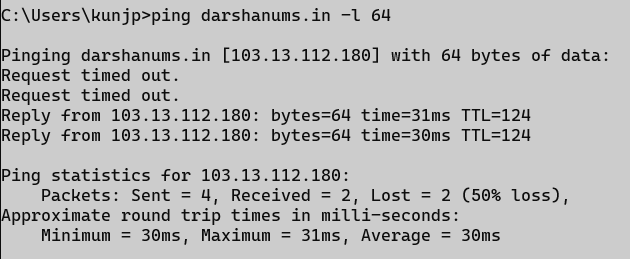 C:\Users\kunjp>ping darshanums.in -l 64
Pinging darshanums.in [103.13.112.180] with 64 bytes of data:
Request timed out.
Request timed out.
Reply from 103.13.112.180: bytes=64 time=31ms TTL=124
Reply from 103.13.112.180: bytes=64 time=30ms TTL=124
Ping statistics for 103.13.112.180:
    Packets: Sent = 4, Received = 2, Lost = 2 (50% loss),
Approximate round trip times in milli-seconds:
    Minimum = 30ms, Maximum = 31ms, Average = 30ms